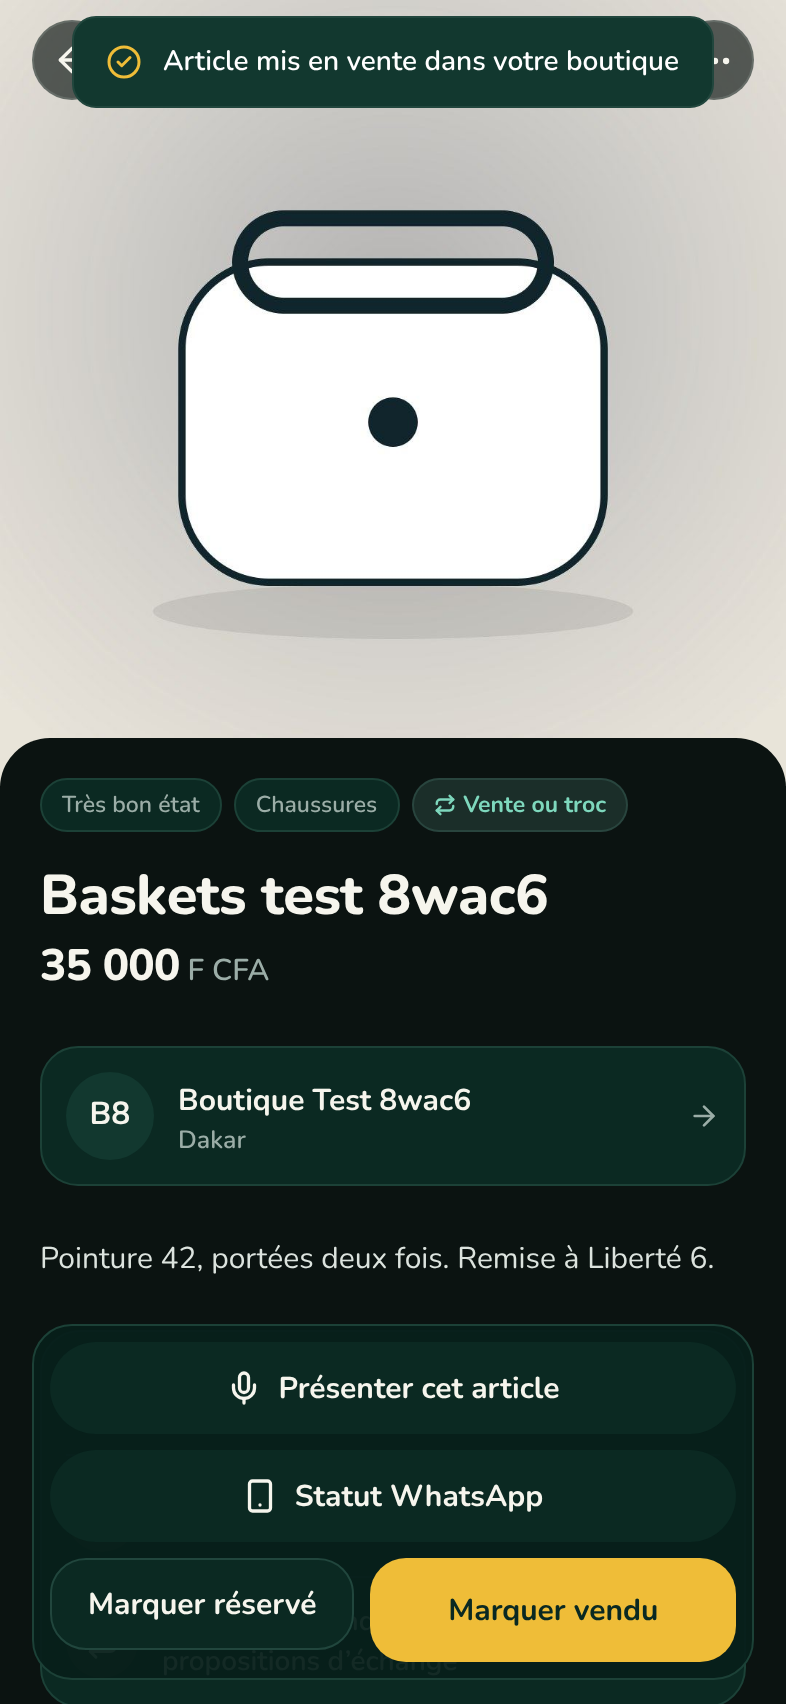 Article mis en vente dans votre boutique
Très bon état
Chaussures
Vente ou troc
Baskets test 8wac6
35 000 F CFA
B8
Boutique Test 8wac6
Dakar
Pointure 42, portées deux fois. Remise à Liberté 6.
Présenter cet article
Statut WhatsApp
Marquer réservé
Marquer vendu
propositions d'échange